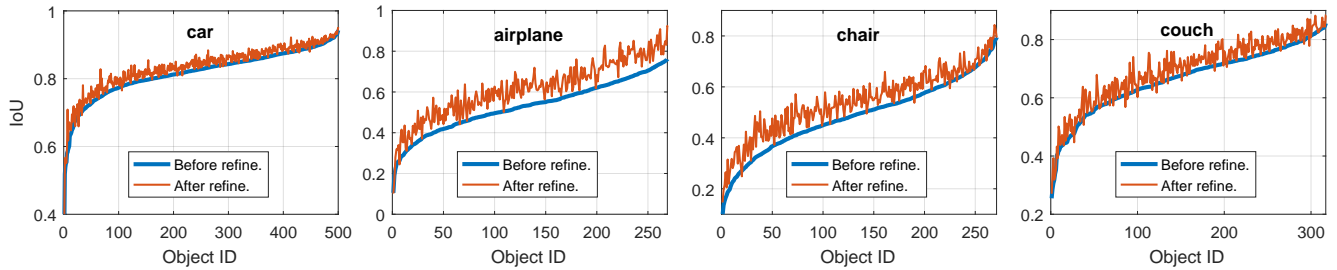 IoU
car
1
0.8
0.6
0.4
Before refine.
After refine.
0 100 200 300 400 500
Object ID
airplane
1
0.8
0.6
0.4
0.2
0
Before refine.
After refine.
0 50 100 150 200 250
Object ID
chair
0.8
0.6
0.4
0.2
Before refine.
After refine.
0 50 100 150 200 250
Object ID
couch
1
0.8
0.6
0.4
0.2
Before refine.
After refine.
0 100 200 300
Object ID